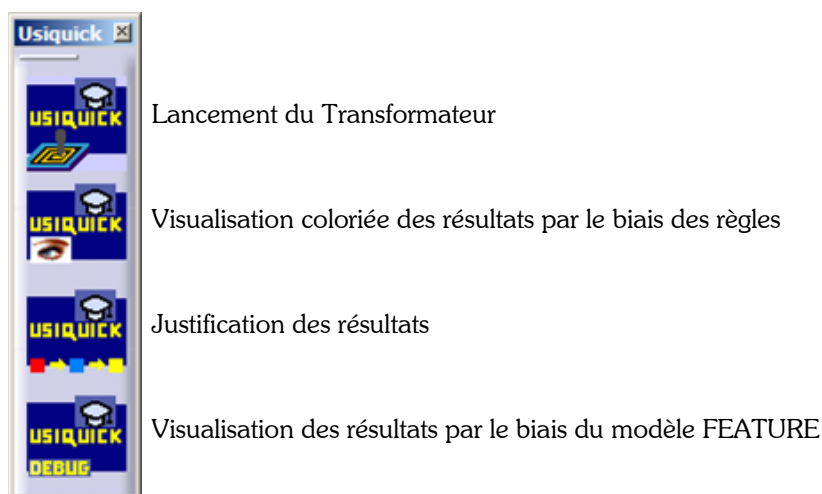 Usiquick
USIQUICK
Lancement du Transformateur
USIQUICK
Visualisation coloriée des résultats par le biais des règles
USIQUICK
Justification des résultats
USIQUICK
DEBUG
Visualisation des résultats par le biais du modèle FEATURE